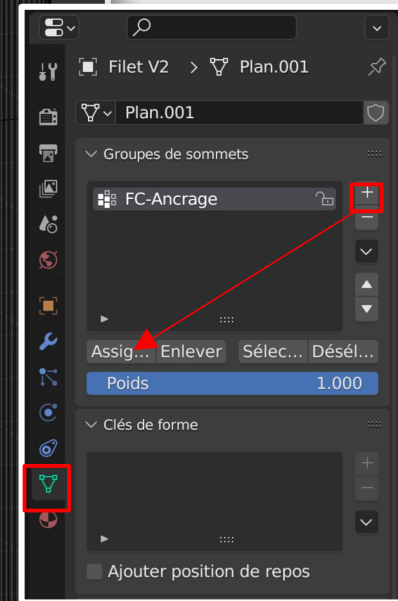 Filet V2 > Plan.001
Plan.001
Groupes de sommets
FC-Ancrage
Assig... Enlever Sélec... Désél...
Poids 1.000
Clés de forme
Ajouter position de repos